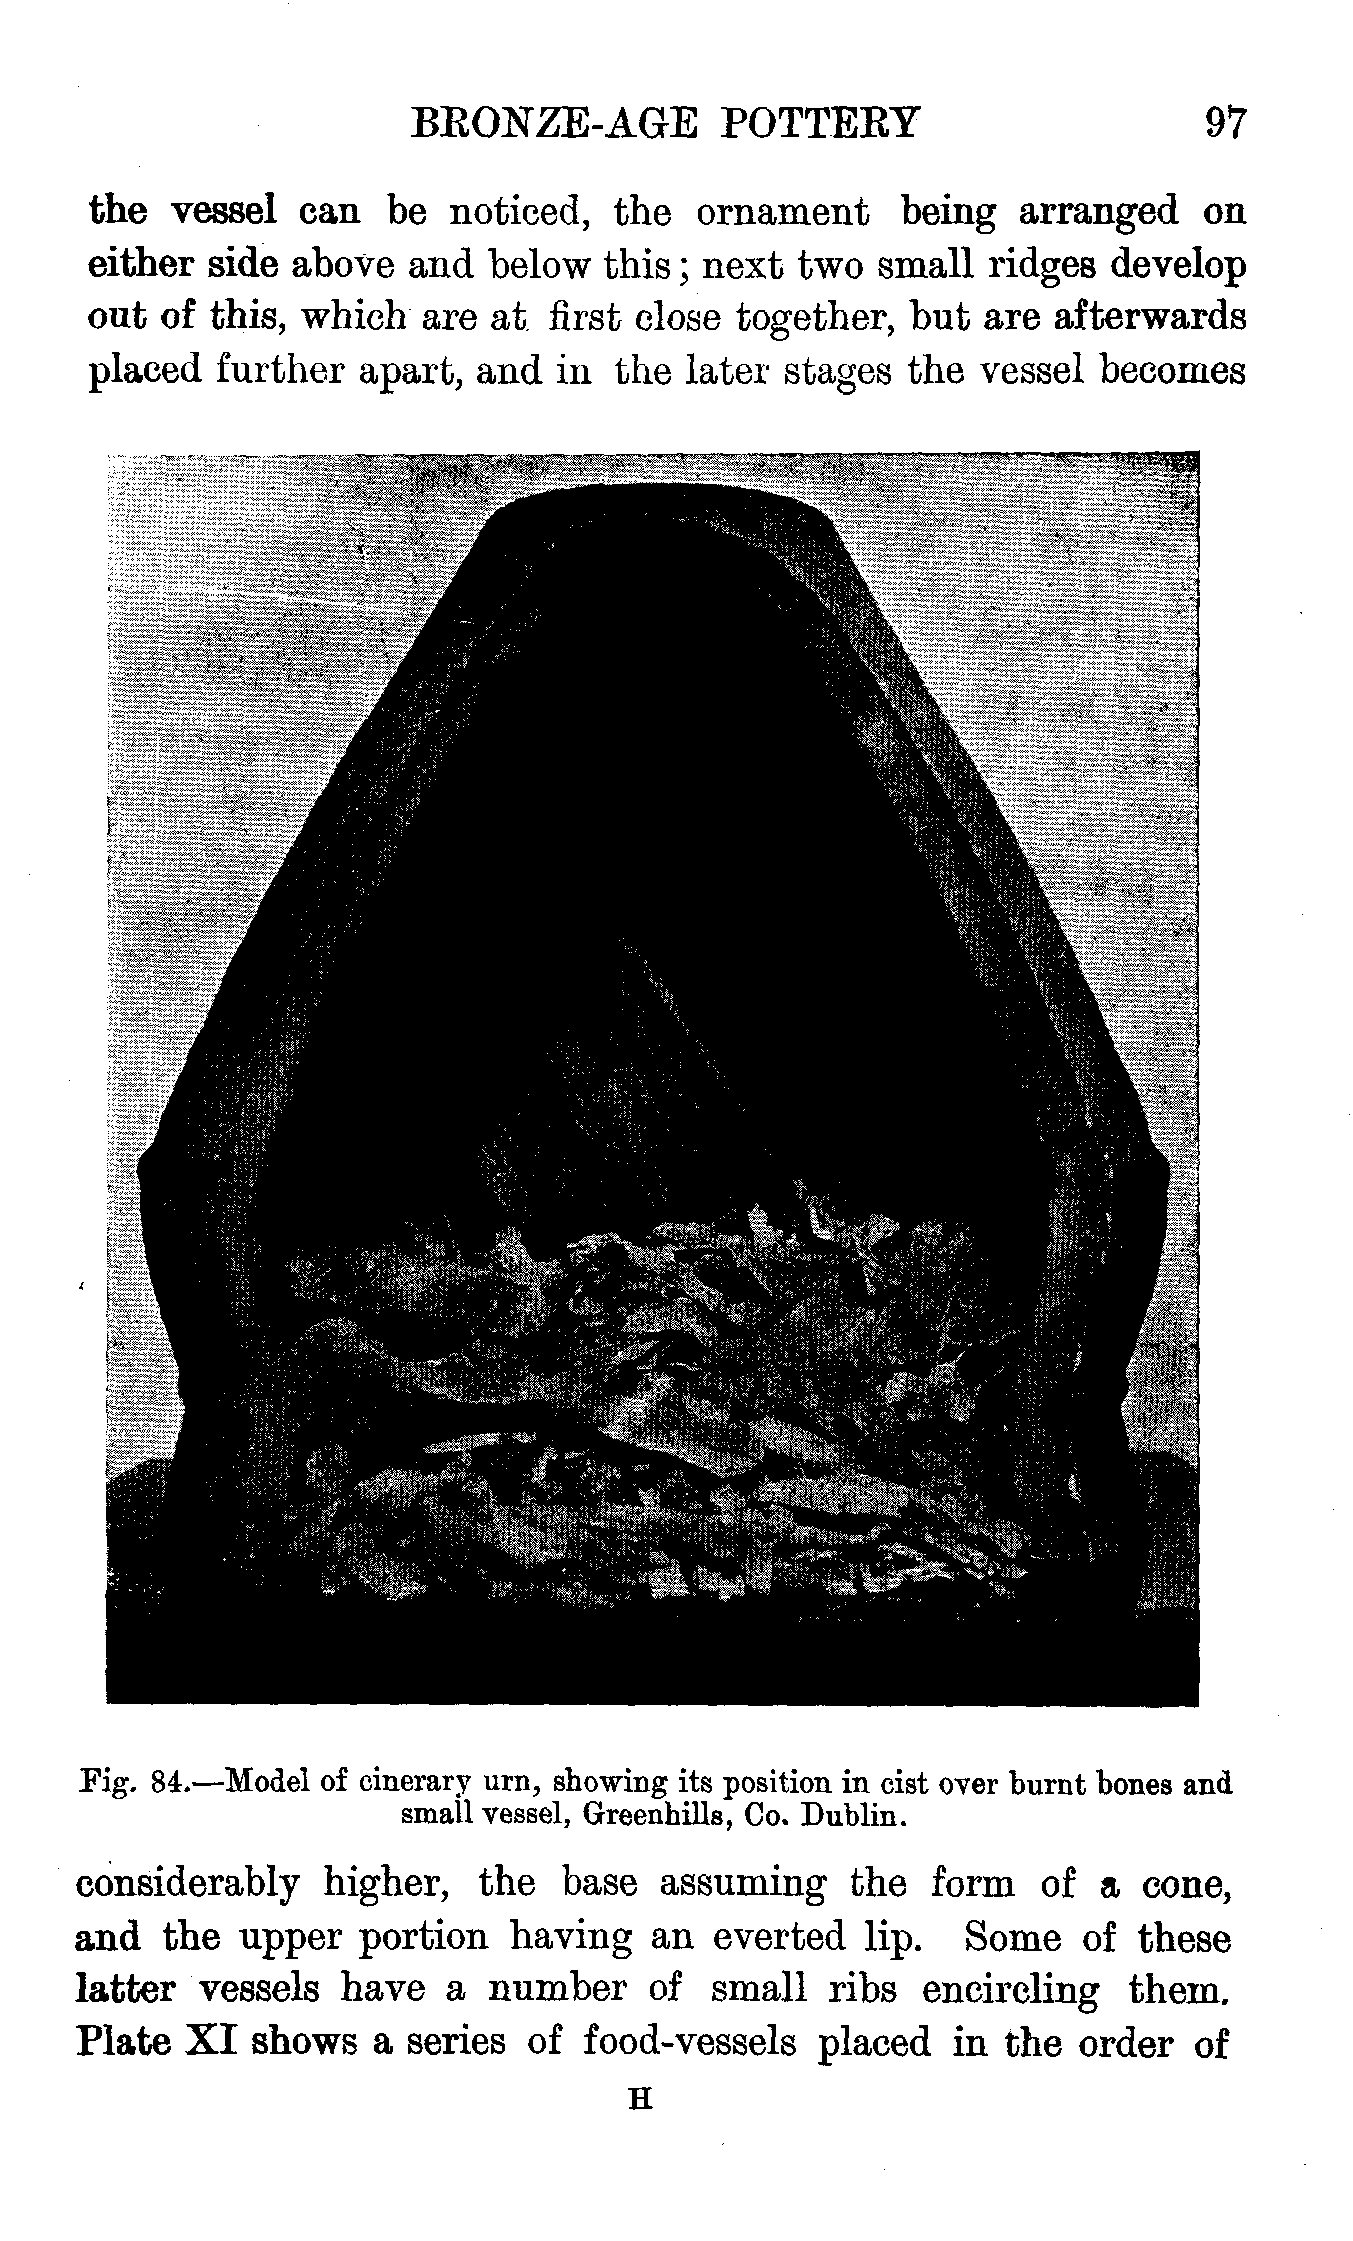 BRONZE-AGE POTTERY 97
the vessel can be noticed, the ornament being arranged on
either side above and below this; next two small ridges develop
out of this, which are at first close together, but are afterwards
placed further apart, and in the later stages the vessel becomes
Fig. 84.—Model of cinerary urn, showing its position in cist over burnt bones and
small vessel, Greenhills, Co. Dublin.
considerably higher, the base assuming the form of a cone,
and the upper portion having an everted lip. Some of these
latter vessels have a number of small ribs encircling them.
Plate XI shows a series of food-vessels placed in the order of
H